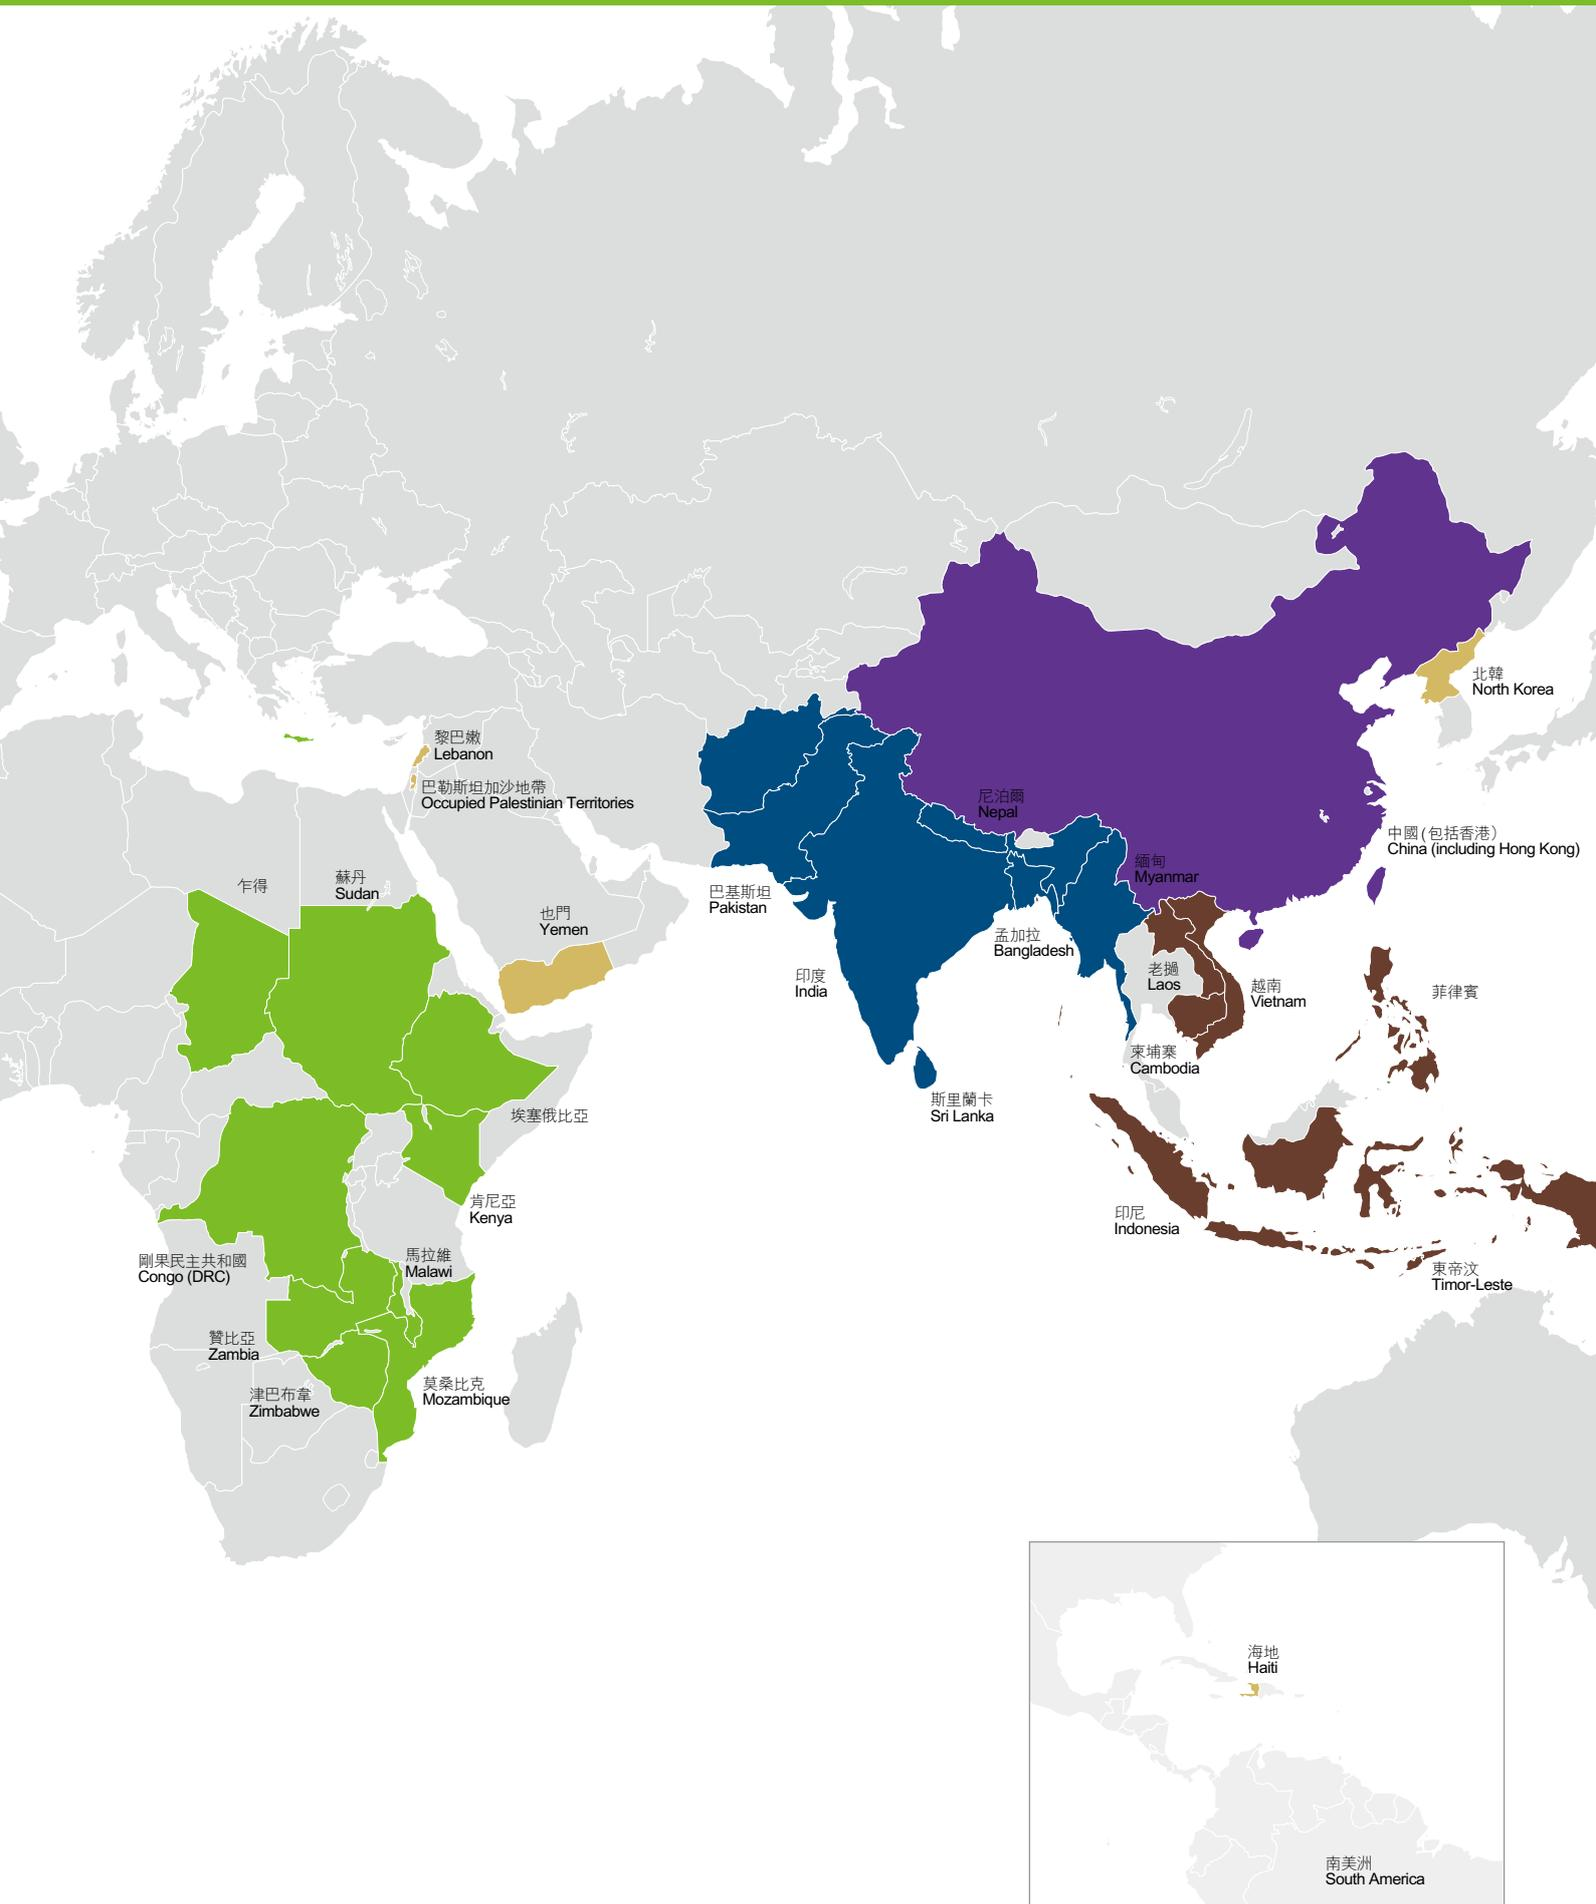 北韓
North Korea
黎巴嫩
Lebanon
巴勒斯坦加沙地帶
Occupied Palestinian Territories
尼泊爾
Nepal
中國(包括香港)
China (including Hong Kong)
緬甸
Myanmar
乍得
蘇丹
Sudan
巴基斯坦
Pakistan
也門
Yemen
孟加拉
Bangladesh
印度
India
老撾
Laos
越南
Vietnam
菲律賓
柬埔寨
Cambodia
斯里蘭卡
Sri Lanka
埃塞俄比亞
肯尼亞
Kenya
印尼
Indonesia
剛果民主共和國
Congo (DRC)
馬拉維
Malawi
東帝汶
Timor-Leste
贊比亞
Zambia
莫桑比克
Mozambique
津巴布韋
Zimbabwe
海地
Haiti
南美洲
South America